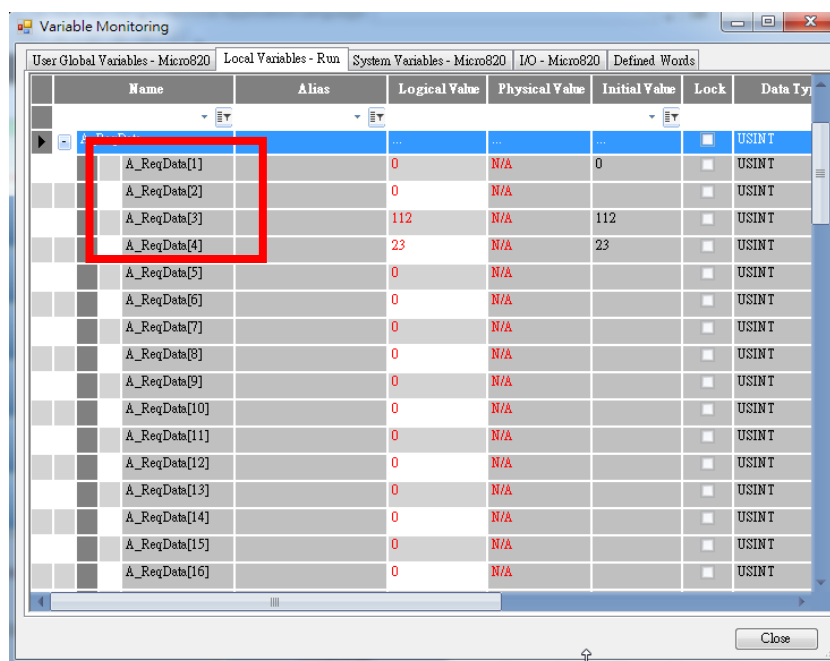 Variable Monitoring
User Global Variables - Micro820 Local Variables - Run System Variables - Micro820 I/O - Micro820 Defined Words
Name Alias Logical Value Physical Value Initial Value Lock
... ... ... USINT
A_ReqData[1] 0 N/A 0 USINT
A_ReqData[2] 0 N/A USINT
A_ReqData[3] 112 N/A 112 USINT
A_ReqData[4] 23 N/A 23 USINT
A_ReqData[5] 0 N/A USINT
A_ReqData[6] 0 N/A USINT
A_ReqData[7] 0 N/A USINT
A_ReqData[8] 0 N/A USINT
A_ReqData[9] 0 N/A USINT
A_ReqData[10] 0 N/A USINT
A_ReqData[11] 0 N/A USINT
A_ReqData[12] 0 N/A USINT
A_ReqData[13] 0 N/A USINT
A_ReqData[14] 0 N/A USINT
A_ReqData[15] 0 N/A USINT
A_ReqData[16] 0 N/A USINT
Close